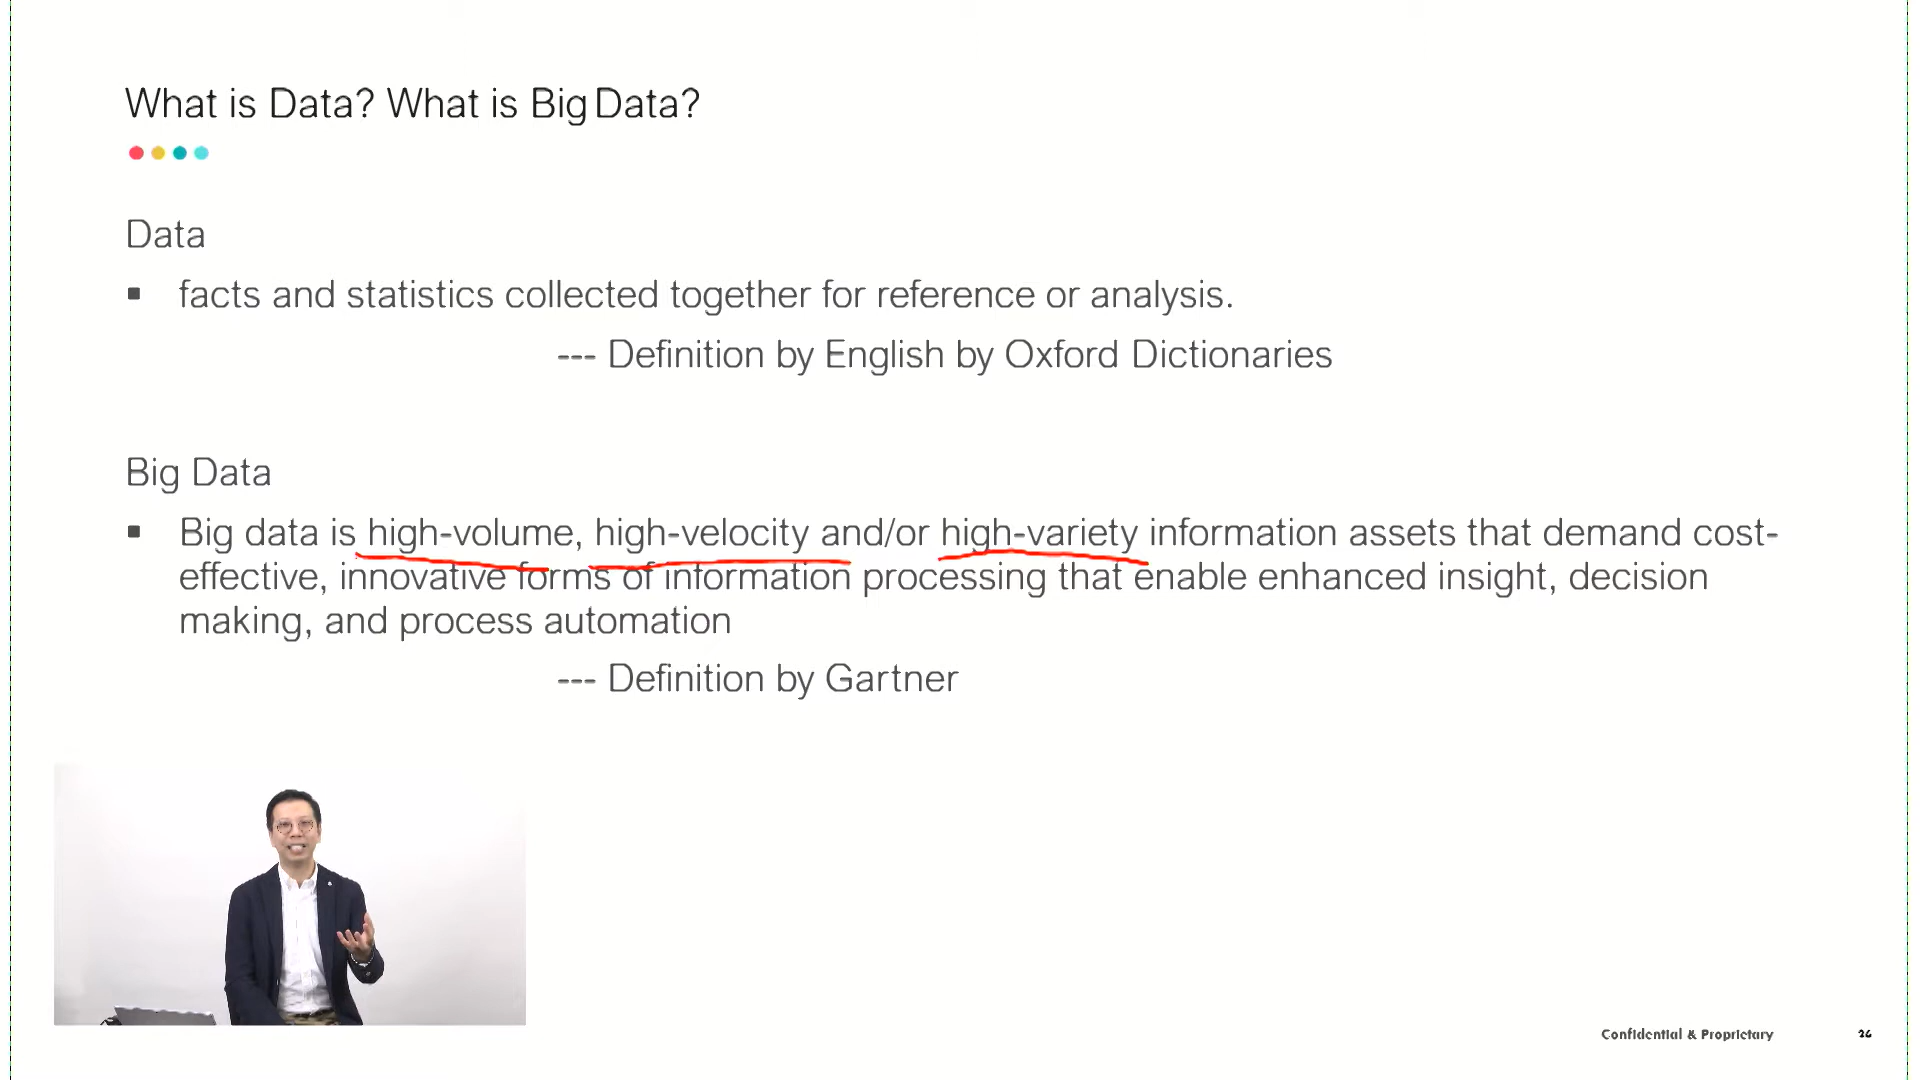 What is Data? What is Big Data?
Data
▪ facts and statistics collected together for reference or analysis.
--- Definition by English by Oxford Dictionaries
Big Data
▪ Big data is high-volume, high-velocity and/or high-variety information assets that demand cost-
effective, innovative forms of information processing that enable enhanced insight, decision
making, and process automation
--- Definition by Gartner
Confidential & Proprietary